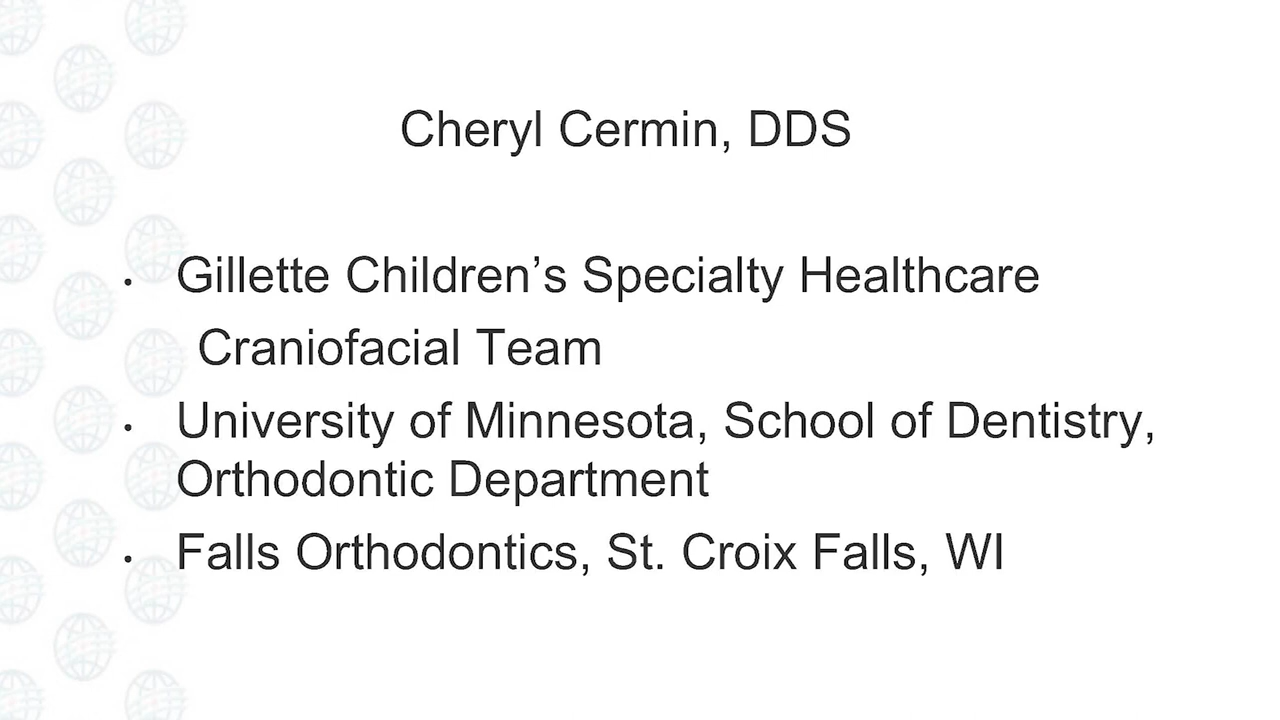 Cheryl Cermin, DDS
• Gillette Children’s Specialty Healthcare
Craniofacial Team
• University of Minnesota, School of Dentistry,
Orthodontic Department
• Falls Orthodontics, St. Croix Falls, WI